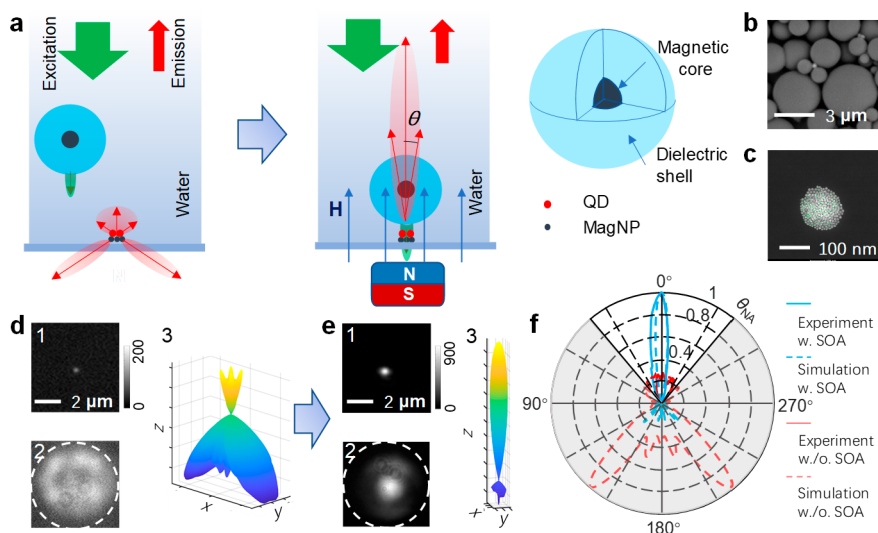 a
Excitation
Emission
Water
θ
H
Water
N
S
Magnetic
core
Dielectric
shell
QD
MagNP
b
3 μm
c
100 nm
d
1
2 μm
200
0
2
3
z
x
y
e
1
2 μm
900
0
2
3
z
x
y
f
0°
1
0.8
0.4
θNA
90°
270°
180°
Experiment
w. SOA
Simulation
w. SOA
Experiment
w./o. SOA
Simulation
w./o. SOA